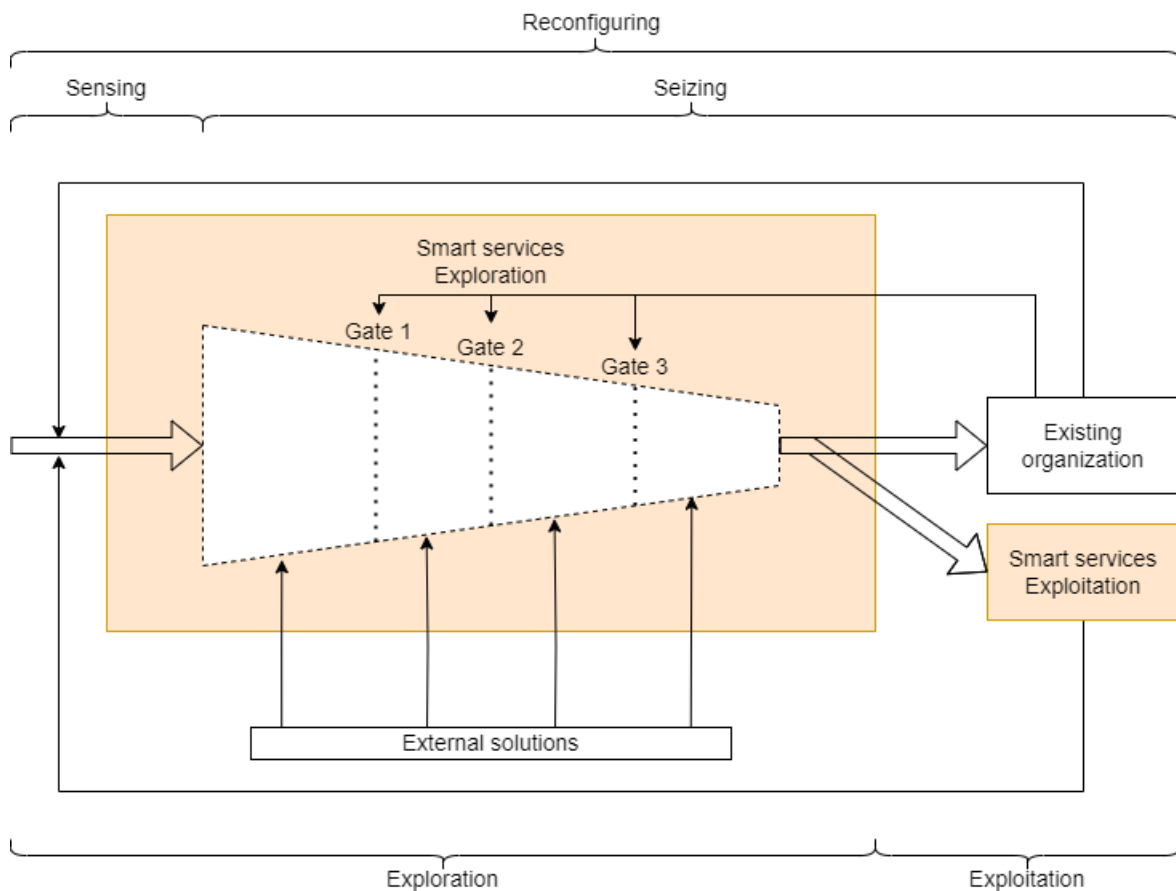 Reconfiguring
Sensing
Seizing
Smart services
Exploration
Gate 1
Gate 2
Gate 3
Existing
organization
Smart services
Exploitation
External solutions
Exploration
Exploitation